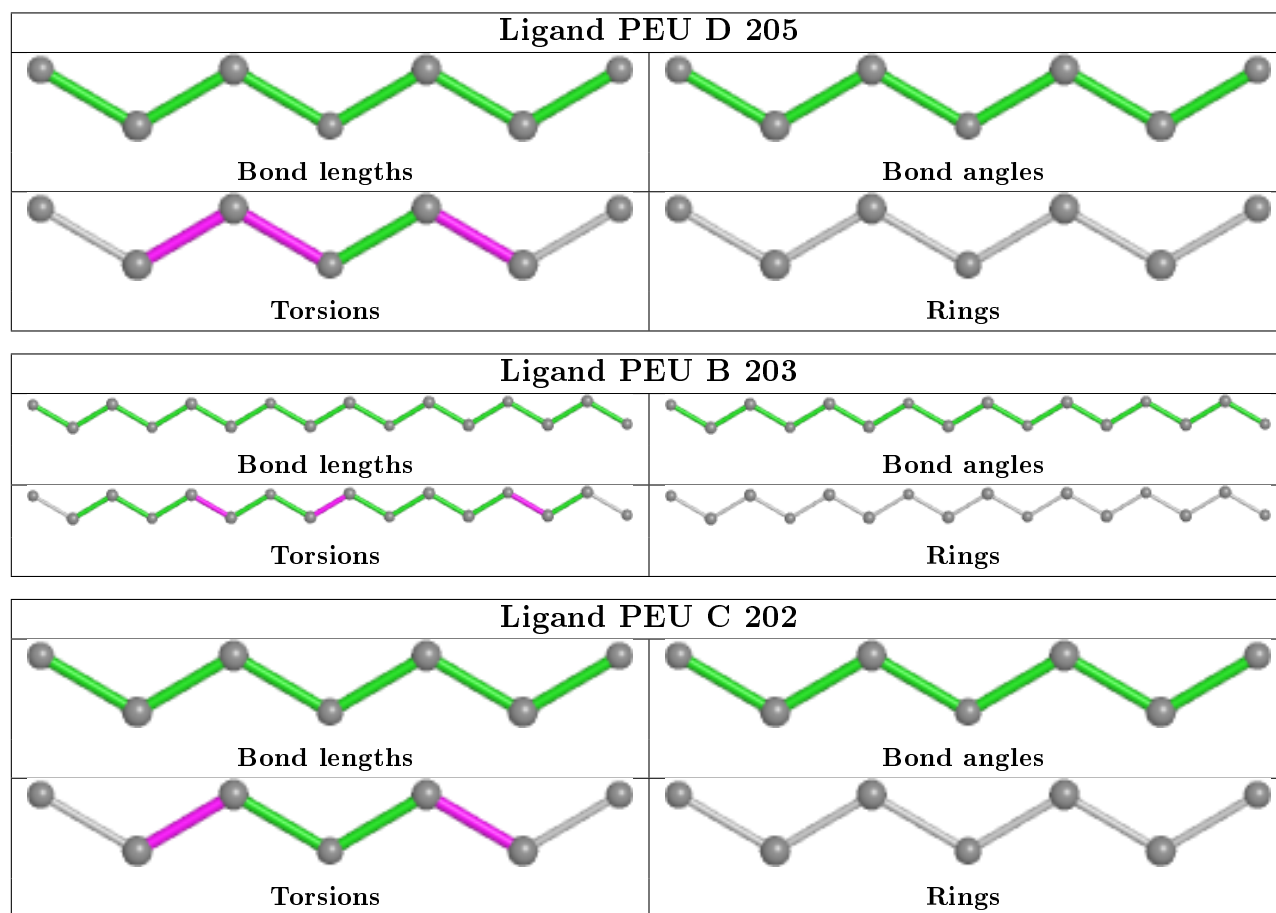 Ligand PEU D 205
Bond lengths Bond angles
Torsions Rings
Ligand PEU B 203
Bond lengths Bond angles
Torsions Rings
Ligand PEU C 202
Bond lengths Bond angles
Torsions Rings